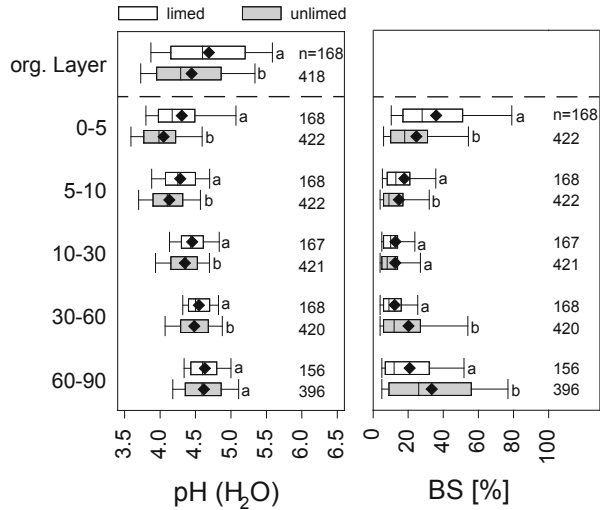 limed unlimed
org. Layer a n=168
b 418
0-5 a 168 a n=168
b 422 b 422
5-10 a 168 a 168
b 422 b 422
10-30 a 167 a 167
b 421 a 421
30-60 a 168 a 168
b 420 b 420
60-90 a 156 a 156
a 396 b 396
3.5 4.0 4.5 5.0 5.5 6.0 6.5 0 20 40 60 80 100
pH (H2O) BS [%]